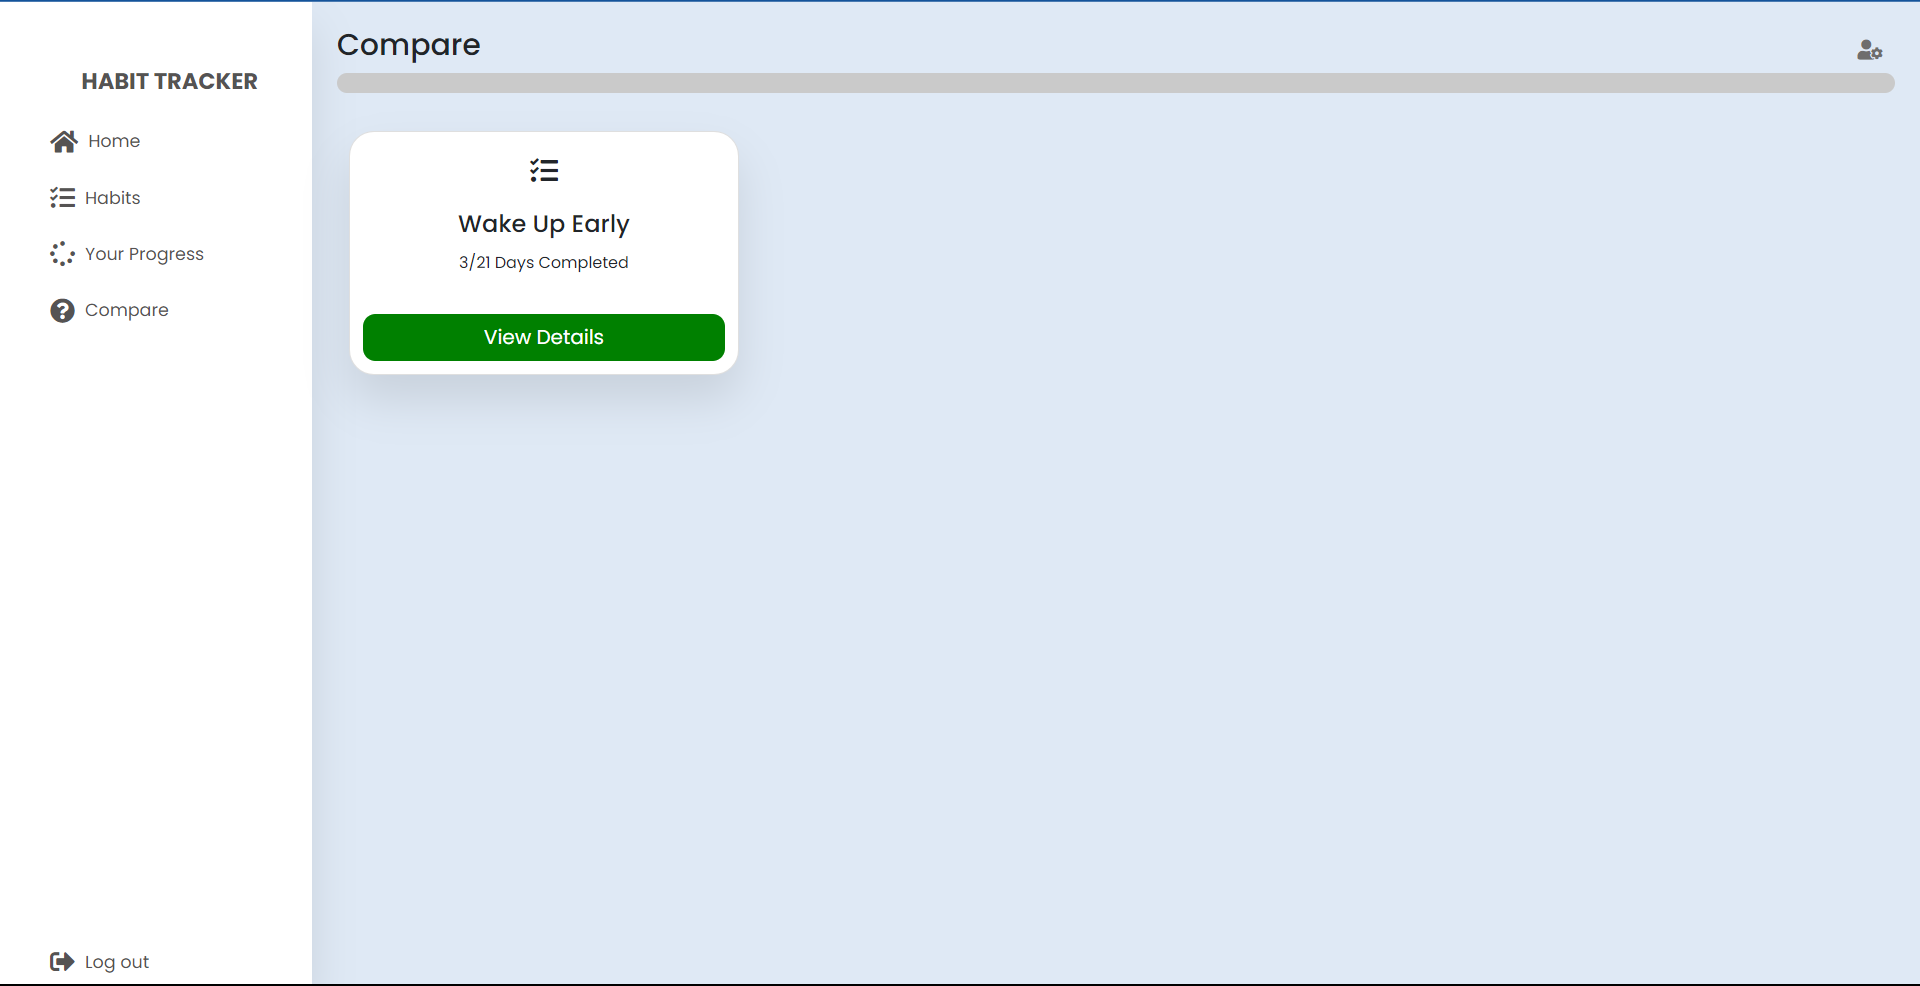 HABIT TRACKER
Home
Habits
Your Progress
Compare
Log out
Compare
Wake Up Early
3/21 Days Completed
View Details